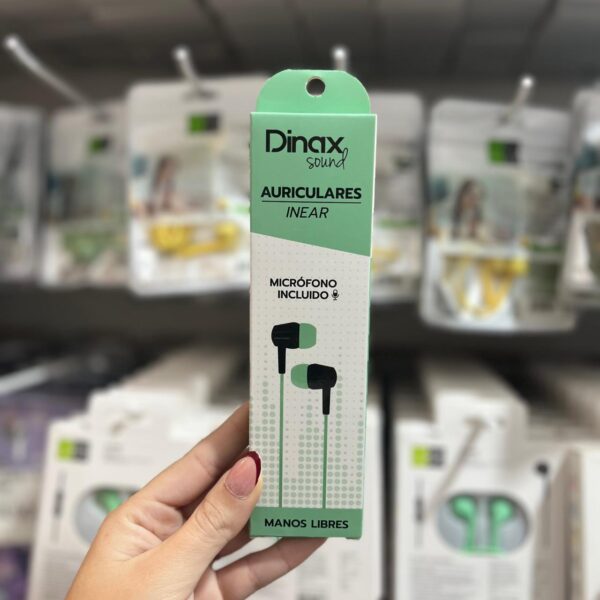 Dinax
sound
AURICULARES
INEAR
MICRÓFONO
INCLUIDO
MANOS LIBRES